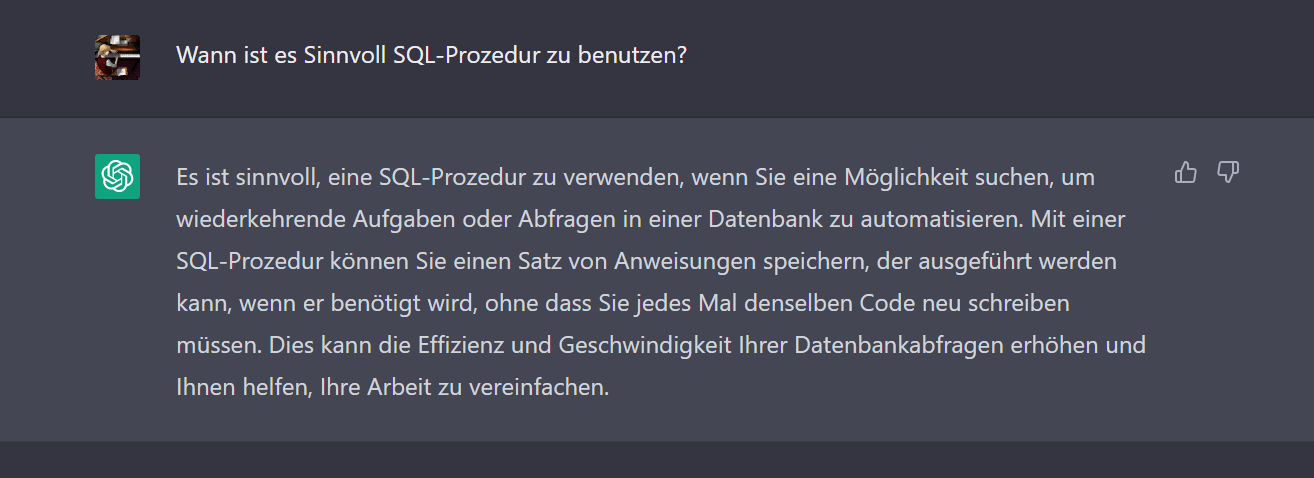 Wann ist es Sinnvoll SQL-Prozedur zu benutzen?
Es ist sinnvoll, eine SQL-Prozedur zu verwenden, wenn Sie eine Möglichkeit suchen, um
wiederkehrende Aufgaben oder Abfragen in einer Datenbank zu automatisieren. Mit einer
SQL-Prozedur können Sie einen Satz von Anweisungen speichern, der ausgeführt werden
kann, wenn er benötigt wird, ohne dass Sie jedes Mal denselben Code neu schreiben
müssen. Dies kann die Effizienz und Geschwindigkeit Ihrer Datenbankabfragen erhöhen und
Ihnen helfen, Ihre Arbeit zu vereinfachen.